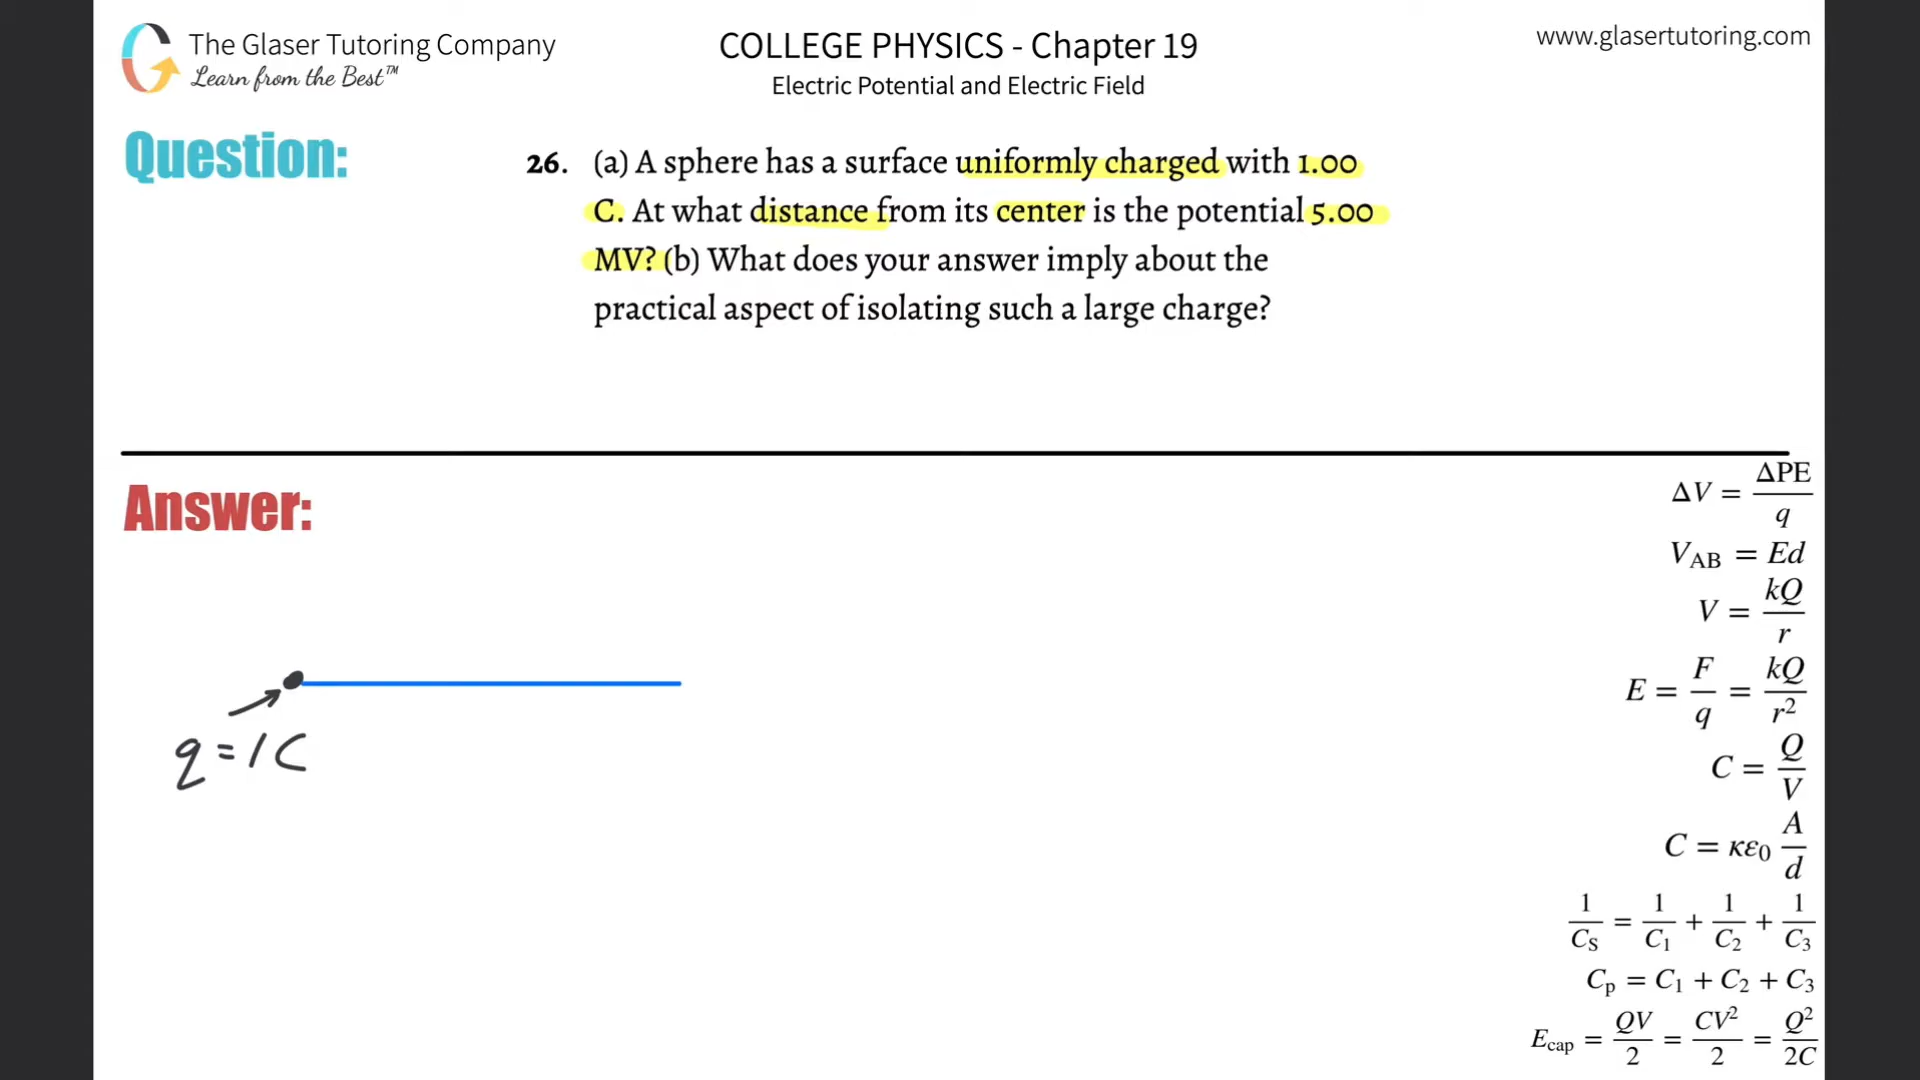 The Glaser Tutoring Company
Learn from the Best™
COLLEGE PHYSICS - Chapter 19
Electric Potential and Electric Field
www.glasertutoring.com
Question:
26. (a) A sphere has a surface uniformly charged with 1.00
C. At what distance from its center is the potential 5.00
MV? (b) What does your answer imply about the
practical aspect of isolating such a large charge?
Answer:
q = 1 C
ΔV = ΔPE / q
V_AB = Ed
V = kQ / r
E = F / q = kQ / r²
C = Q / V
C = κε₀ A / d
1 / C_S = 1 / C₁ + 1 / C₂ + 1 / C₃
C_p = C₁ + C₂ + C₃
E_cap = QV / 2 = CV² / 2 = Q² / 2C